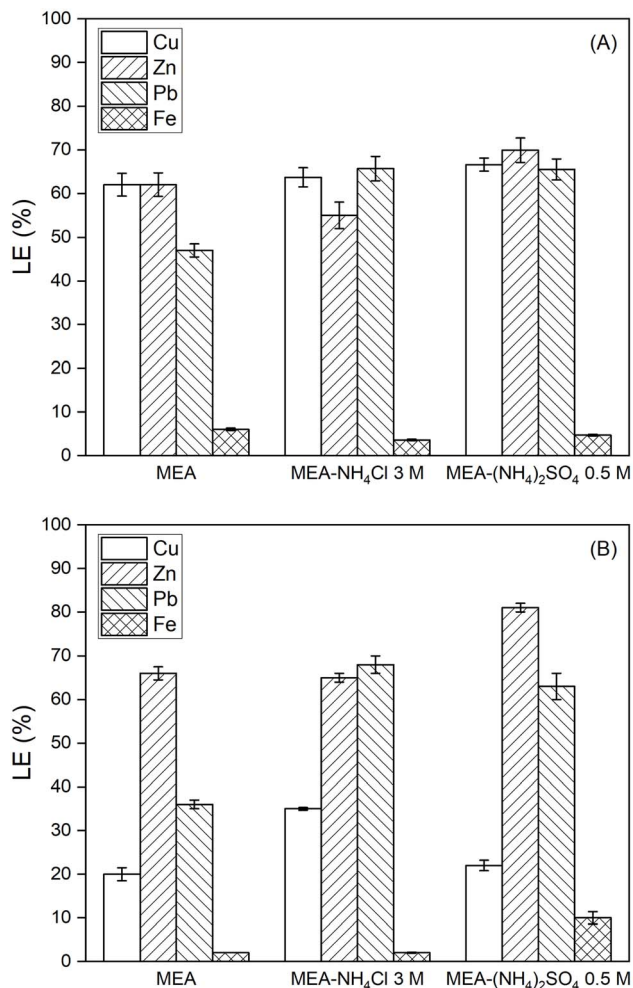 100
90
80
70
60
50
40
30
20
10
0
LE (%)
Cu
Zn
Pb
Fe
(A)
MEA
MEA-NH₄Cl 3 M
MEA-(NH₄)₂SO₄ 0.5 M
100
90
80
70
60
50
40
30
20
10
0
LE (%)
Cu
Zn
Pb
Fe
(B)
MEA
MEA-NH₄Cl 3 M
MEA-(NH₄)₂SO₄ 0.5 M